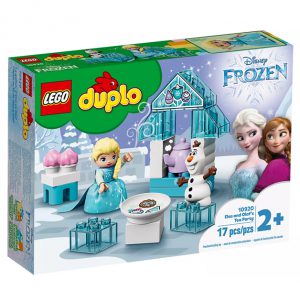 LEGO
duplo
Disney
FROZEN
10920
Elsa and Olaf's
Tea Party
17 pcs/pzs
2+